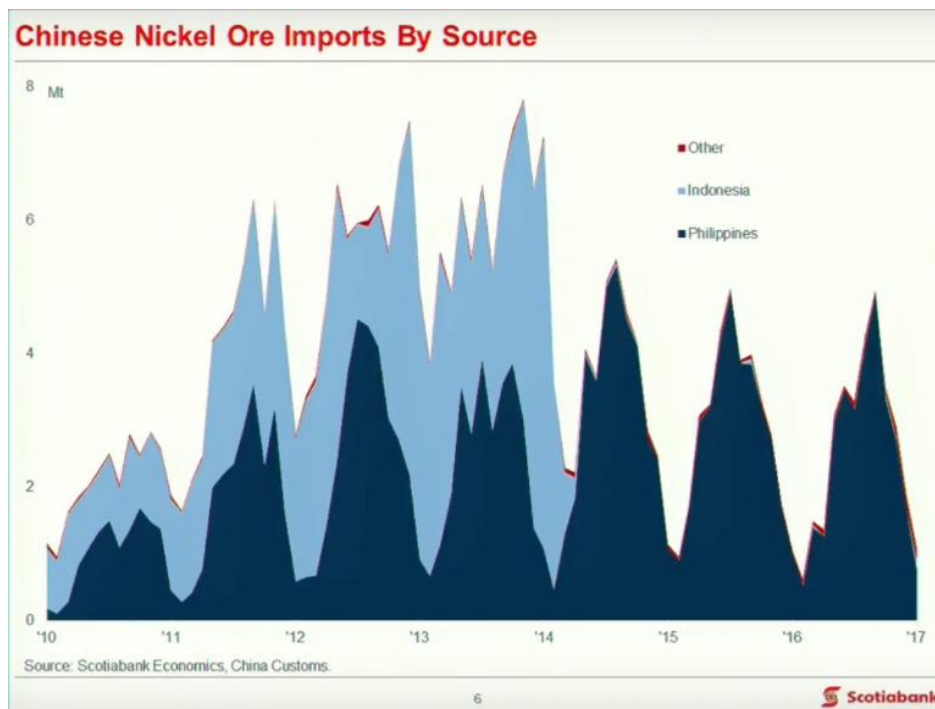 Chinese Nickel Ore Imports By Source
8
Mt
Other
Indonesia
Philippines
6
4
2
0
'10 '11 '12 '13 '14 '15 '16 '17
Source: Scotiabank Economics, China Customs.
6
Scotiabank